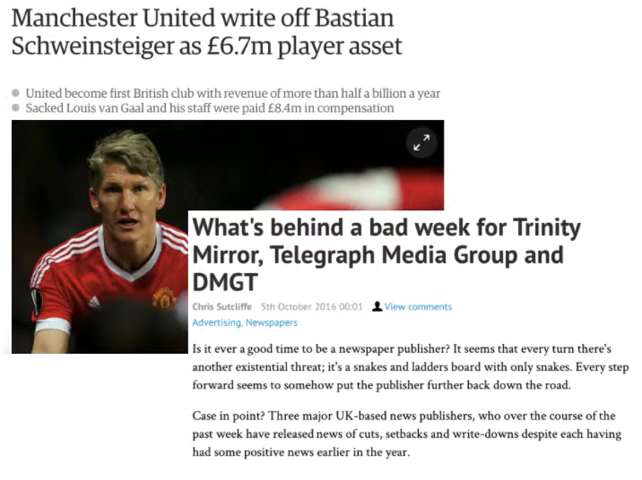 Manchester United write off Bastian
Schweinsteiger as £6.7m player asset
United become first British club with revenue of more than half a billion a year
Sacked Louis van Gaal and his staff were paid £8.4m in compensation
What's behind a bad week for Trinity
Mirror, Telegraph Media Group and
DMGT
Chris Sutcliffe 5th October 2016 00:01 View comments
Advertising, Newspapers
Is it ever a good time to be a newspaper publisher? It seems that every turn there's
another existential threat; it's a snakes and ladders board with only snakes. Every step
forward seems to somehow put the publisher further back down the road.
Case in point? Three major UK-based news publishers, who over the course of the
past week have released news of cuts, setbacks and write-downs despite each having
had some positive news earlier in the year.